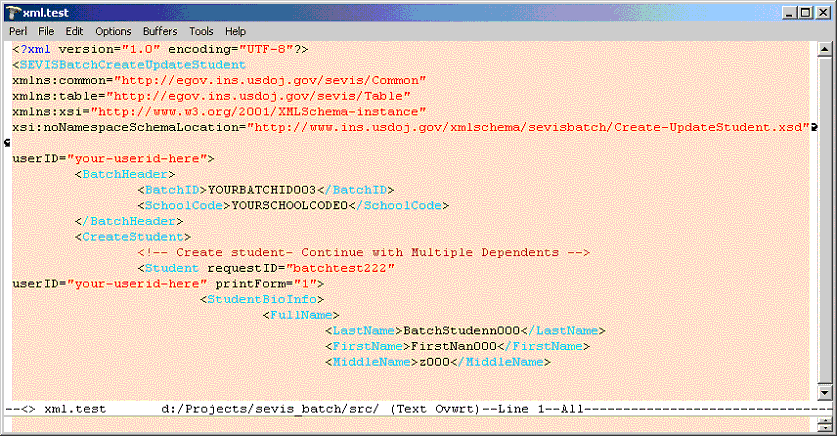 xml.test
Perl File Edit Options Buffers Tools Help
<?xml version="1.0" encoding="UTF-8"?>
<SEVISBatchCreateUpdateStudent
xmlns:common="http://egov.ins.usdoj.gov/sevis/Common"
xmlns:table="http://egov.ins.usdoj.gov/sevis/Table"
xmlns:xsi="http://www.w3.org/2001/XMLSchema-instance"
xsi:noNamespaceSchemaLocation="http://www.ins.usdoj.gov/xmlschema/sevisbatch/Create-UpdateStudent.xsd"
userID="your-userid-here">
<BatchHeader>
<BatchID>YOURBATCHID003</BatchID>
<SchoolCode>YOURSCHOOLCODE0</SchoolCode>
</BatchHeader>
<CreateStudent>
<!-- Create student- Continue with Multiple Dependents -->
<Student requestID="batchtest222"
userID="your-userid-here" printForm="1">
<StudentBioInfo>
<FullName>
<LastName>BatchStudenn000</LastName>
<FirstName>FirstNan000</FirstName>
<MiddleName>z000</MiddleName>
--<> xml.test d:/Projects/sevis_batch/src/ (Text Ovwrt)--Line 1--All--------------------------------